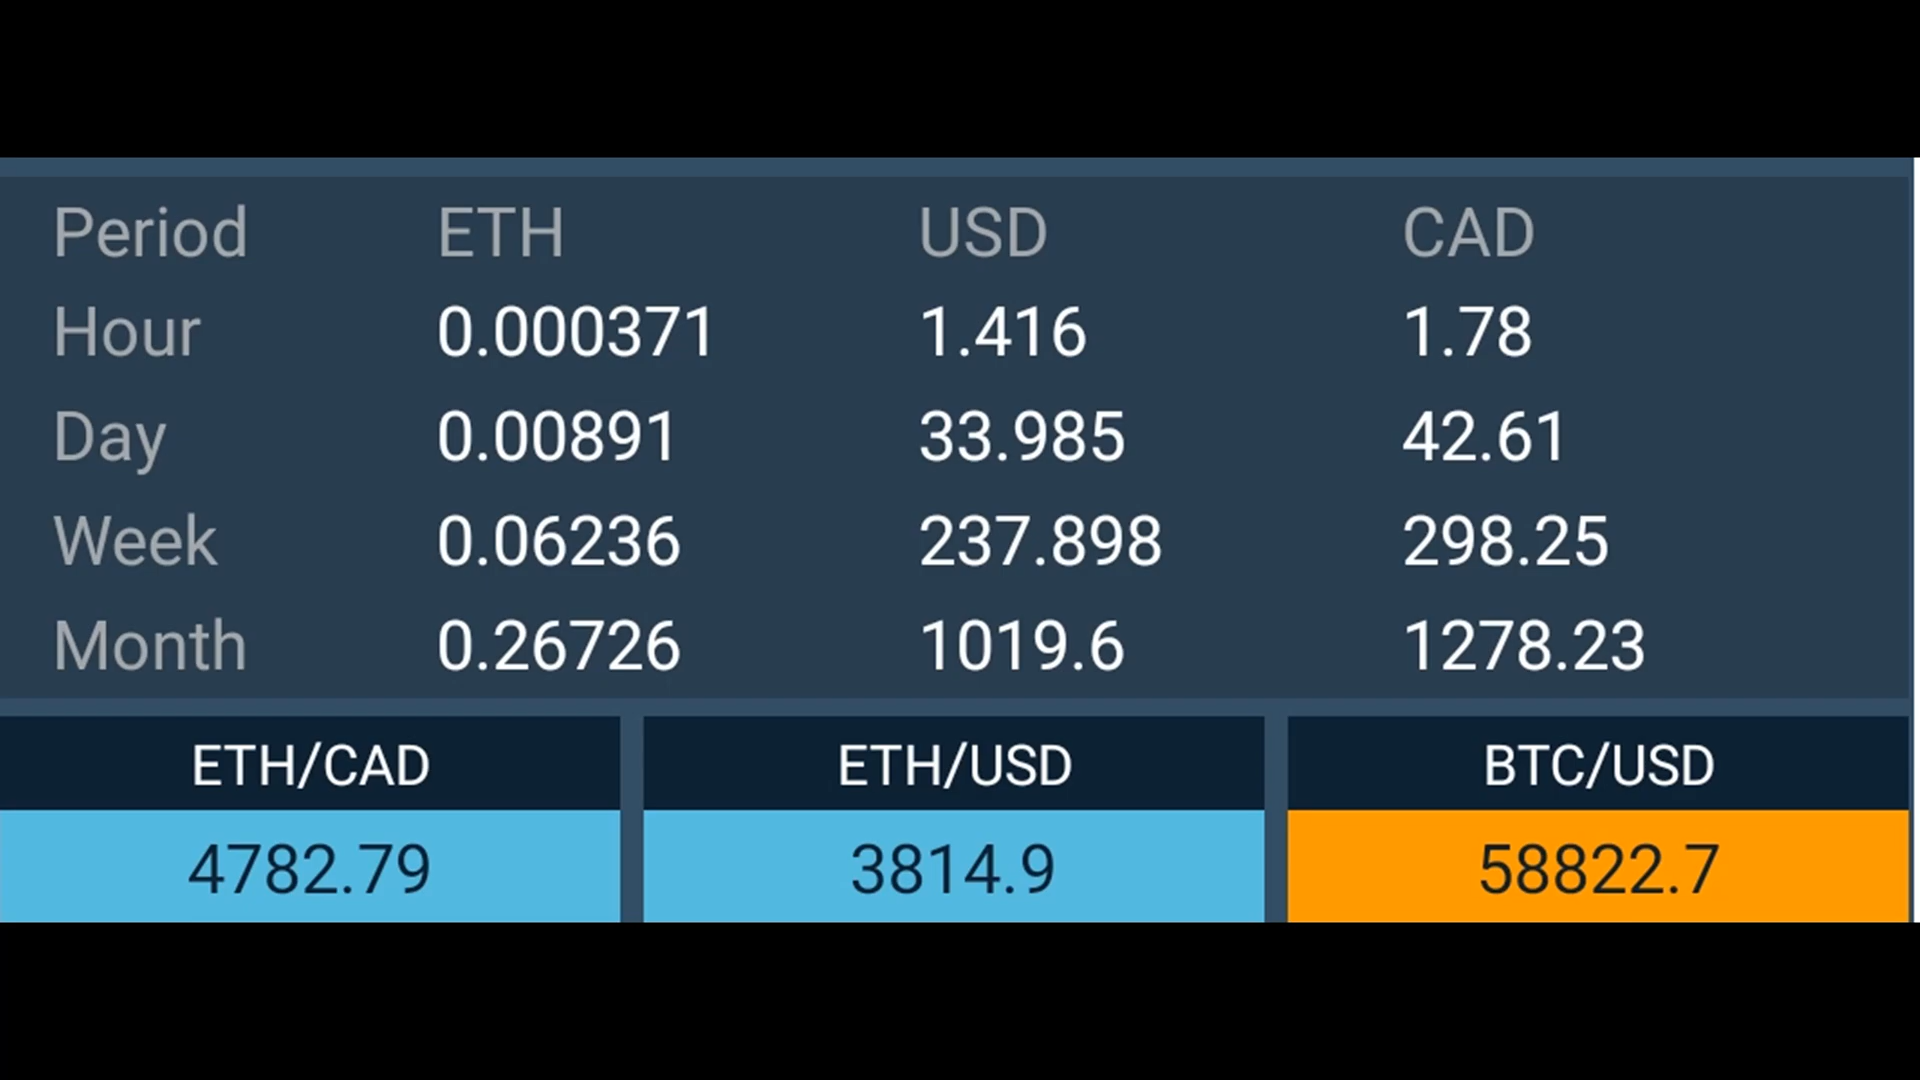 Period ETH USD CAD
Hour 0.000371 1.416 1.78
Day 0.00891 33.985 42.61
Week 0.06236 237.898 298.25
Month 0.26726 1019.6 1278.23
ETH/CAD ETH/USD BTC/USD
4782.79 3814.9 58822.7